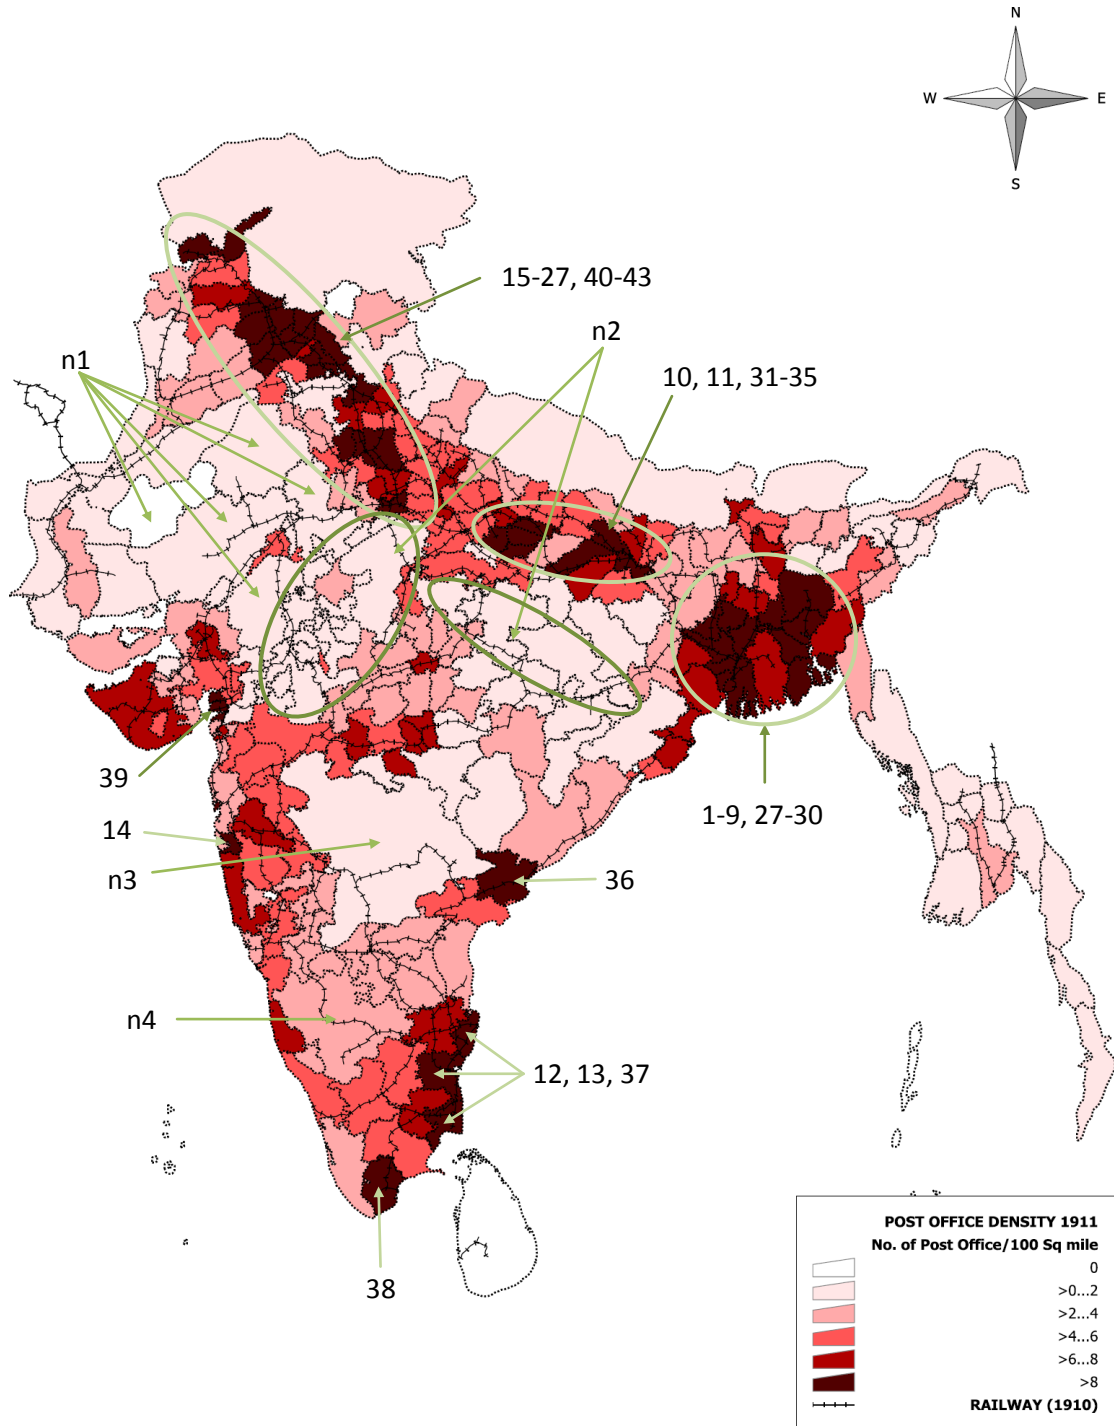 N
W
E
S
15-27, 40-43
n2
n1
10, 11, 31-35
39
14
n3
1-9, 27-30
36
n4
12, 13, 37
38
POST OFFICE DENSITY 1911
No. of Post Office/100 Sq mile
0
>0...2
>2...4
>4...6
>6...8
>8
RAILWAY (1910)